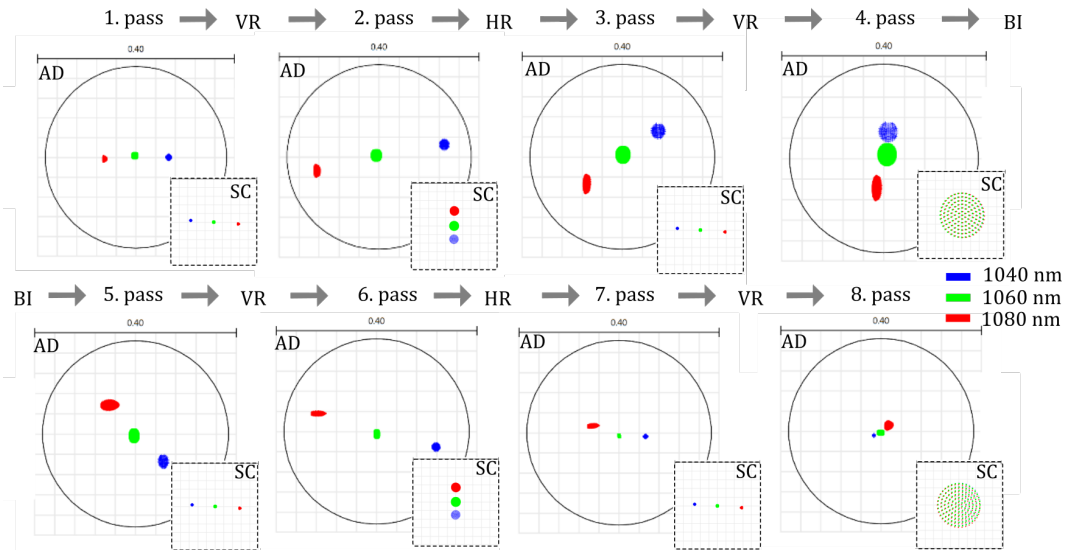 1. pass VR 2. pass HR 3. pass VR 4. pass BI
0.40 0.40 0.40 0.40
AD AD AD AD
SC SC SC SC
1040 nm
BI 5. pass VR 6. pass HR 7. pass VR 8. pass
1060 nm
1080 nm
0.40 0.40 0.40 0.40
AD AD AD AD
SC SC SC SC